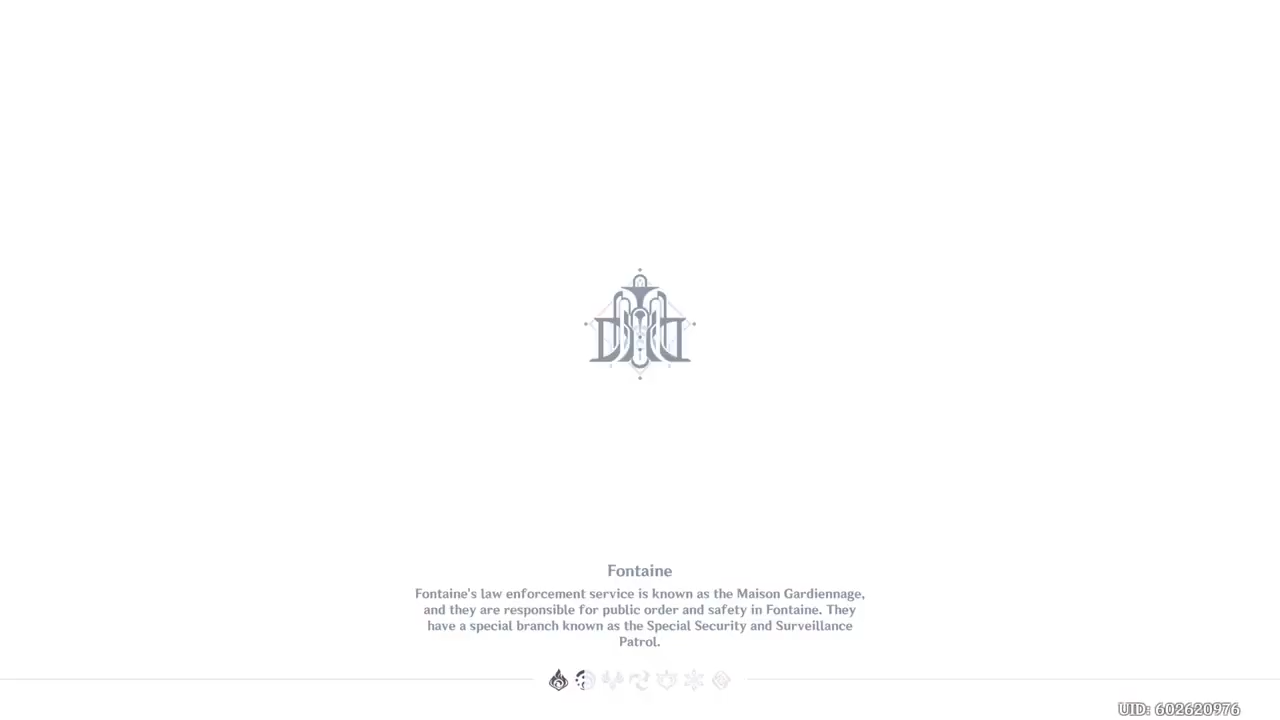 Fontaine
Fontaine's law enforcement service is known as the Maison Gardiennage,
and they are responsible for public order and safety in Fontaine. They
have a special branch known as the Special Security and Surveillance
Patrol.
UID: 602620976